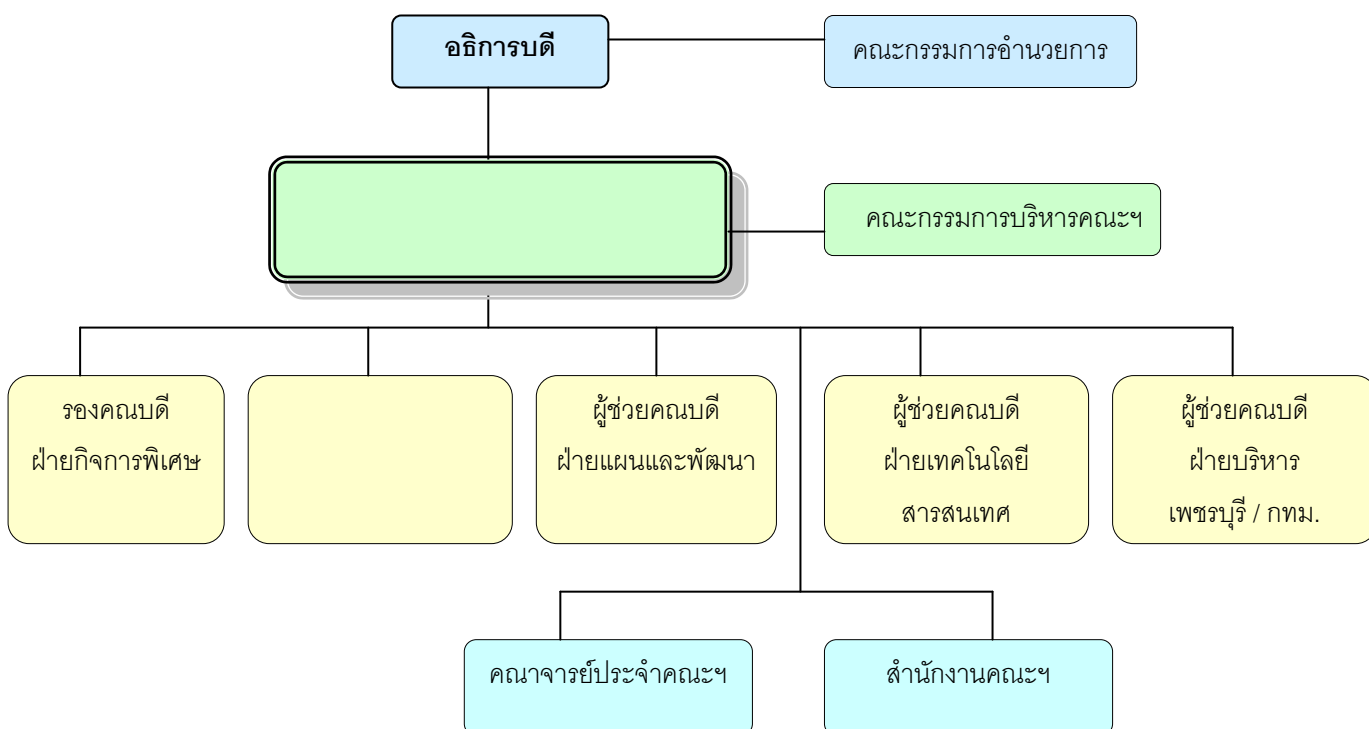 อธิการบดี
คณะกรรมการอำนวยการ
คณะกรรมการบริหารคณะฯ
รองคณบดี
ฝ่ายกิจการพิเศษ
ผู้ช่วยคณบดี
ฝ่ายแผนและพัฒนา
ผู้ช่วยคณบดี
ฝ่ายเทคโนโลยี
สารสนเทศ
ผู้ช่วยคณบดี
ฝ่ายบริหาร
เพชรบุรี / กทม.
คณาจารย์ประจำคณะฯ
สำนักงานคณะฯ